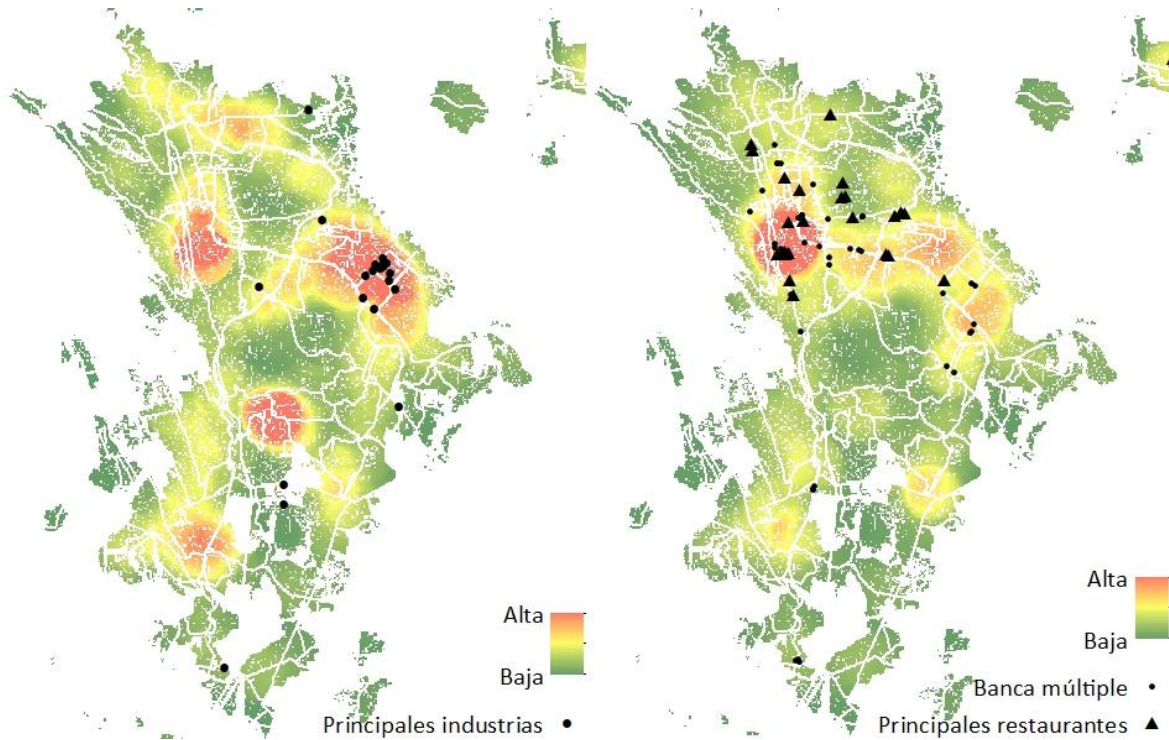 Alta
Baja
Principales industrias
Alta
Baja
Banca múltiple
Principales restaurantes